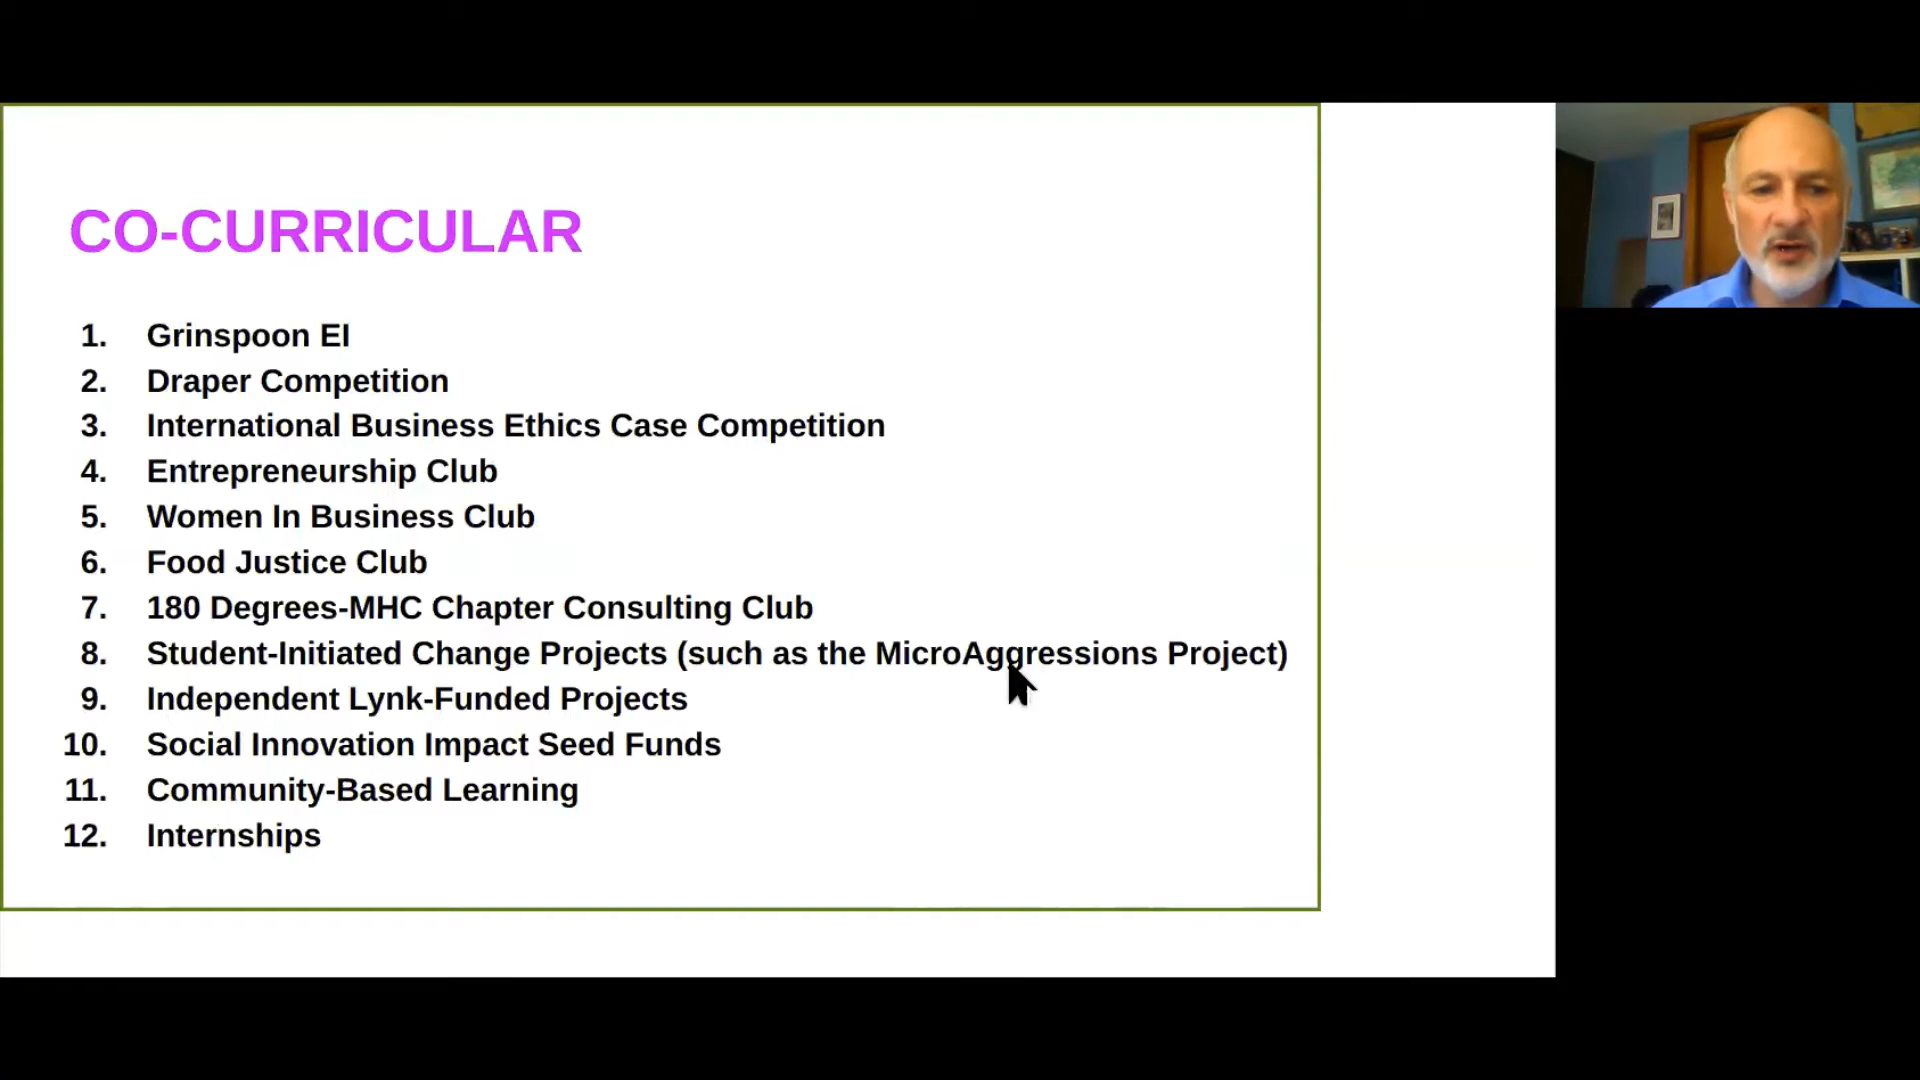 CO-CURRICULAR
1. Grinspoon EI
2. Draper Competition
3. International Business Ethics Case Competition
4. Entrepreneurship Club
5. Women In Business Club
6. Food Justice Club
7. 180 Degrees-MHC Chapter Consulting Club
8. Student-Initiated Change Projects (such as the MicroAggressions Project)
9. Independent Lynk-Funded Projects
10. Social Innovation Impact Seed Funds
11. Community-Based Learning
12. Internships